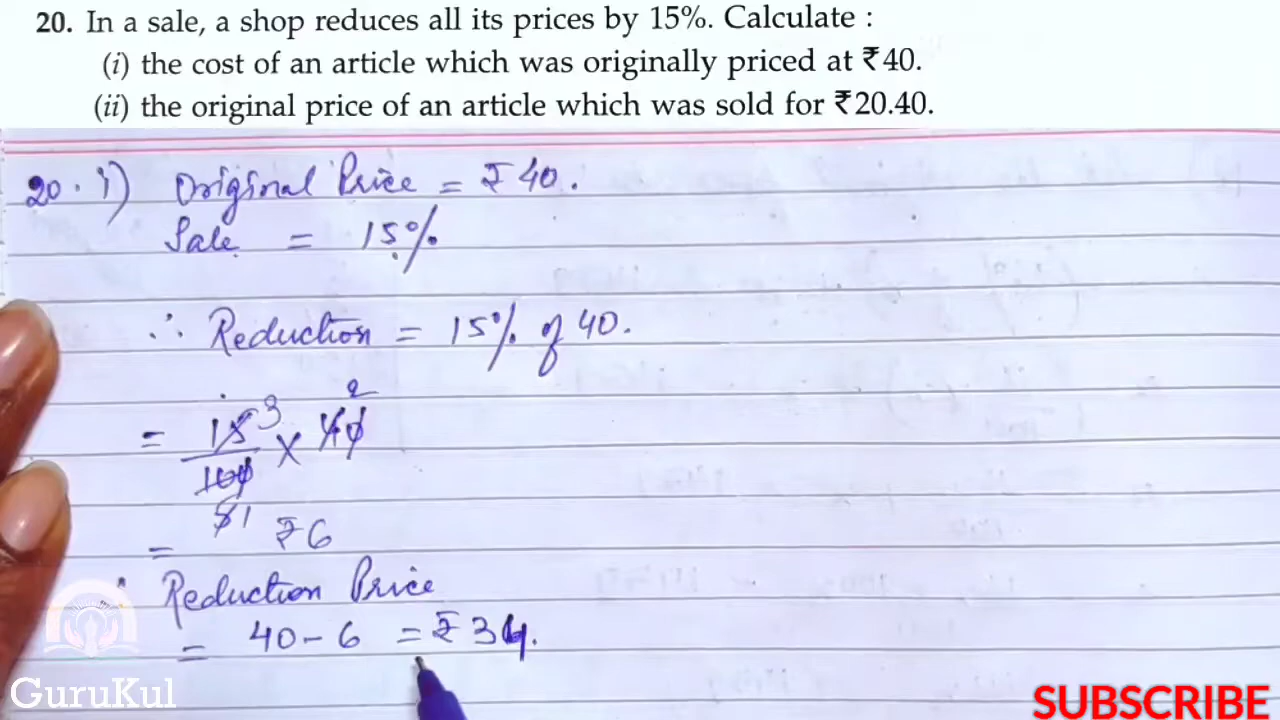 20. In a sale, a shop reduces all its prices by 15%. Calculate :
(i) the cost of an article which was originally priced at ₹40.
(ii) the original price of an article which was sold for ₹20.40.
20. i) Original Price = ₹ 40.
Sale = 15%
∴ Reduction = 15% of 40.
3 2
= 15 × 40
100
51
= ₹6
Reduction Price
= 40 - 6 = ₹ 34.
GuruKul
SUBSCRIBE